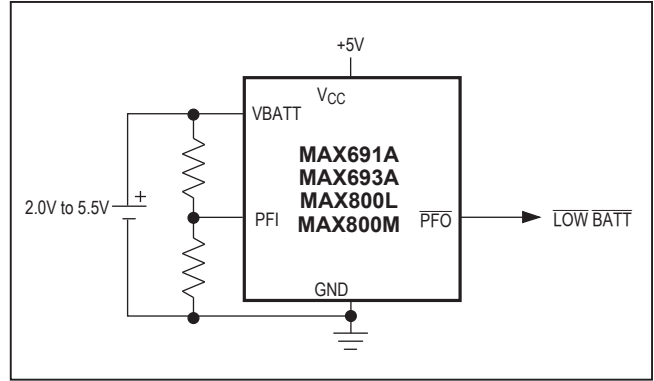 +5V
VCC
VBATT
MAX691A
MAX693A
MAX800L
MAX800M
2.0V to 5.5V
+
PFI
PFO
LOW BATT
GND